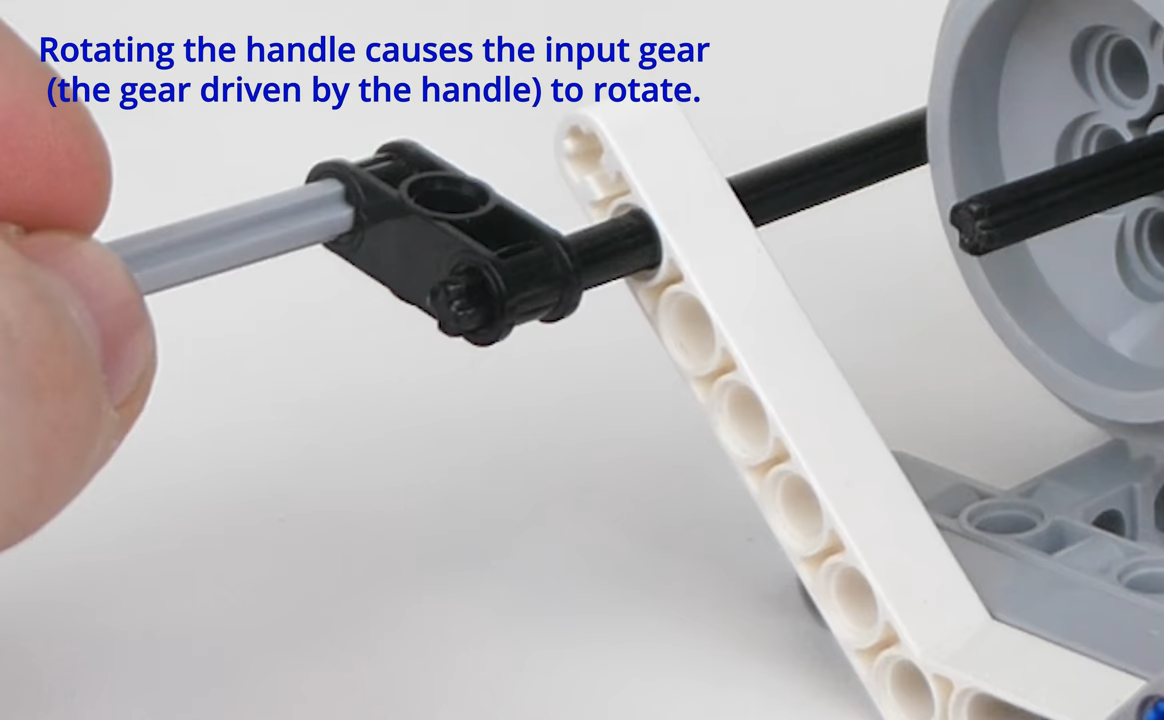 Rotating the handle causes the input gear
(the gear driven by the handle) to rotate.